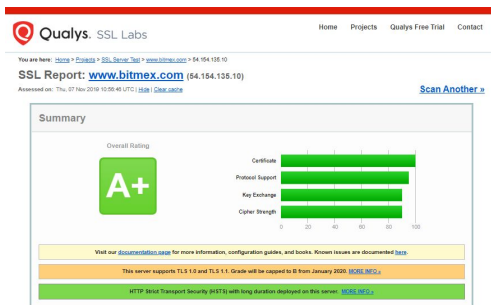 Qualys. SSL Labs
Home Projects Qualys Free Trial Contact
You are here: Home > Projects > SSL Server Test > www.bitmex.com > 54.154.135.10
SSL Report: www.bitmex.com (54.154.135.10)
Assessed on: Thu, 07 Nov 2019 10:56:46 UTC | Hide | Clear cache
Scan Another »
Summary
Overall Rating
A+
Certificate
Protocol Support
Key Exchange
Cipher Strength
0 20 40 60 80 100
Visit our documentation page for more information, configuration guides, and books. Known issues are documented here.
This server supports TLS 1.0 and TLS 1.1. Grade will be capped to B from January 2020. MORE INFO »
HTTP Strict Transport Security (HSTS) with long duration deployed on this server. MORE INFO »